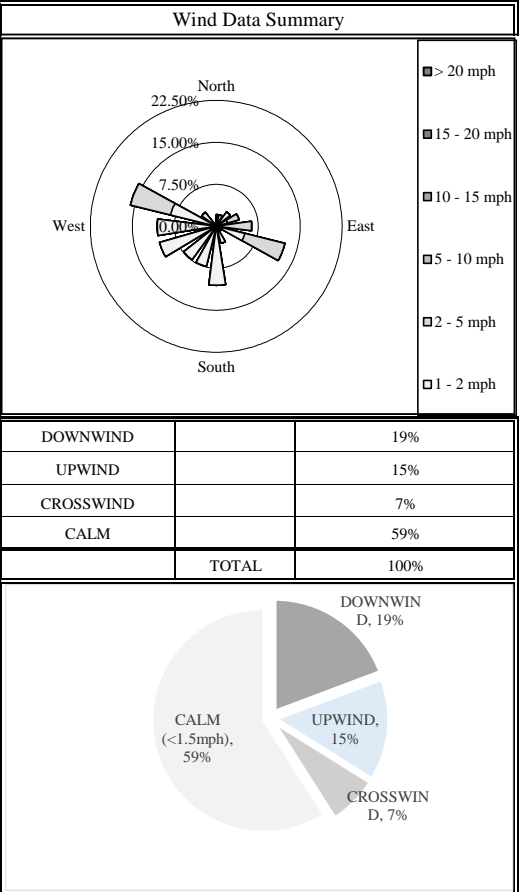 Wind Data Summary
North
22.50%
15.00%
7.50%
0.00%
West
East
South
> 20 mph
15 - 20 mph
10 - 15 mph
5 - 10 mph
2 - 5 mph
1 - 2 mph
DOWNWIND 19%
UPWIND 15%
CROSSWIND 7%
CALM 59%
TOTAL 100%
DOWNWIN
D, 19%
UPWIND,
15%
CROSSWIN
D, 7%
CALM
(<1.5mph),
59%